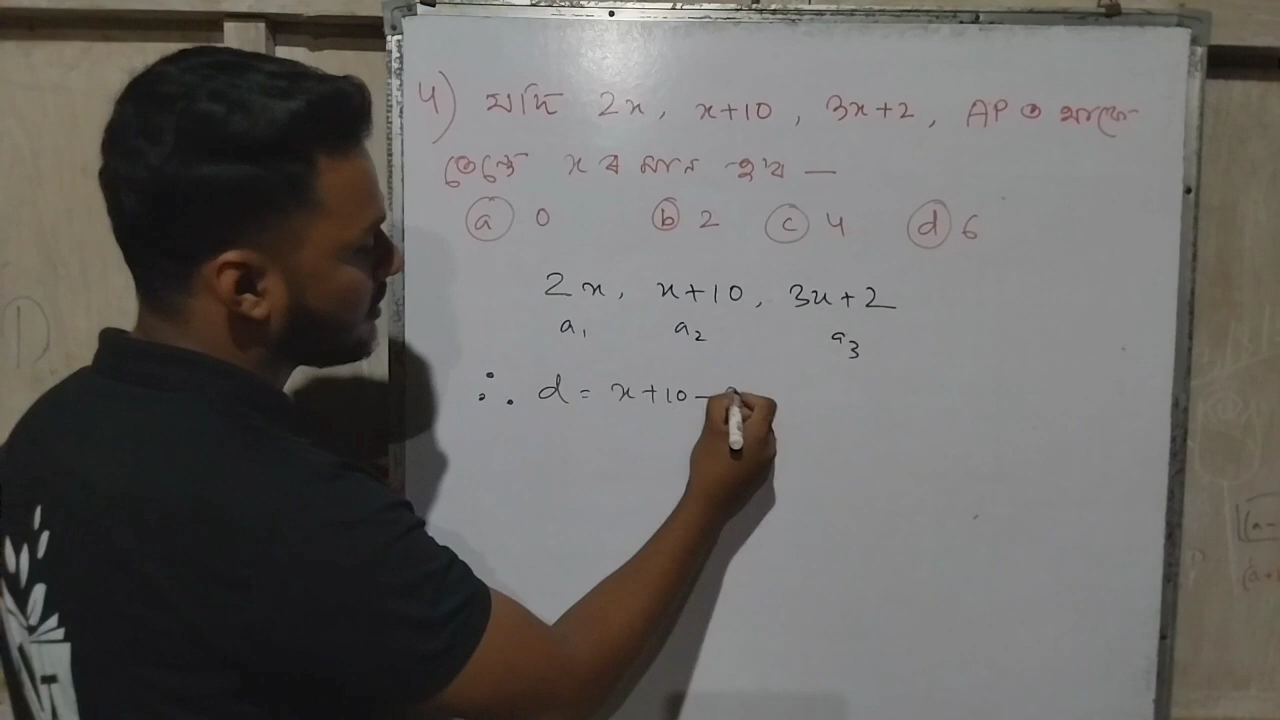 4) যদি 2x, x+10, 3x+2, AP ত থাকে
তেন্তে x ৰ মান হব —
(a) 0 (b) 2 (c) 4 (d) 6
2x, x+10, 3x+2
a₁ a₂ a₃
∴ d = x+10 –